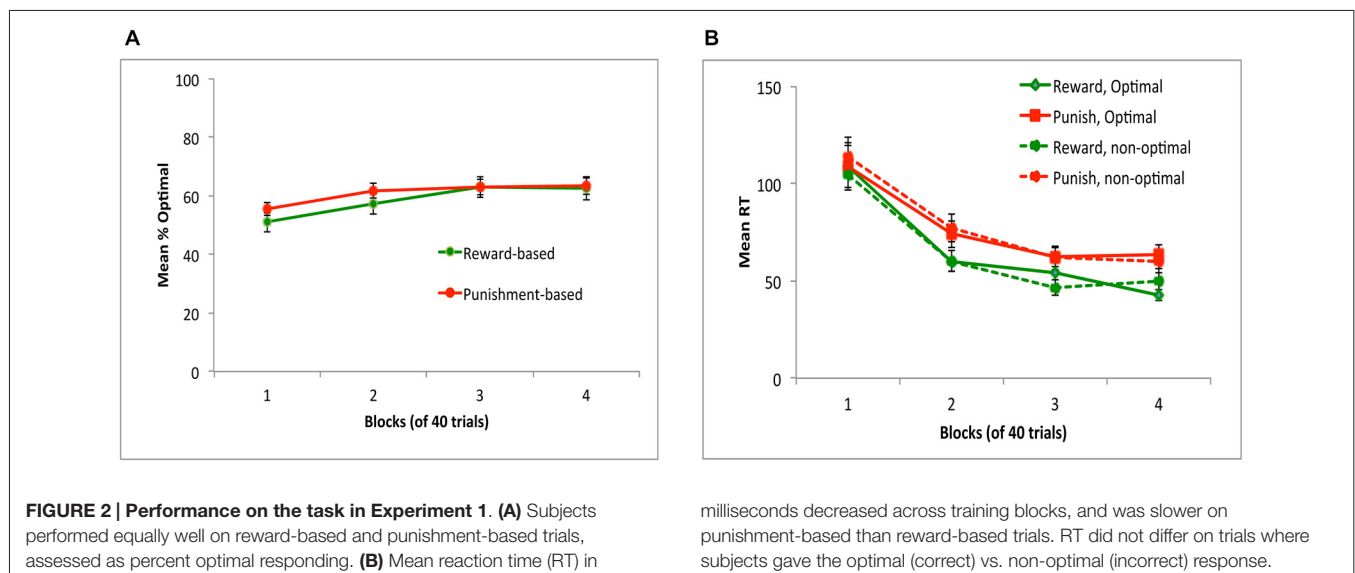 A
100
80
60
40
20
0
Mean % Optimal
Reward-based
Punishment-based
1 2 3 4
Blocks (of 40 trials)
B
150
100
50
0
Mean RT
Reward, Optimal
Punish, Optimal
Reward, non-optimal
Punish, non-optimal
1 2 3 4
Blocks (of 40 trials)
FIGURE 2 | Performance on the task in Experiment 1. (A) Subjects
performed equally well on reward-based and punishment-based trials,
assessed as percent optimal responding. (B) Mean reaction time (RT) in
milliseconds decreased across training blocks, and was slower on
punishment-based than reward-based trials. RT did not differ on trials where
subjects gave the optimal (correct) vs. non-optimal (incorrect) response.